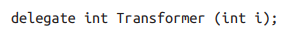 delegate int Transformer (int i);